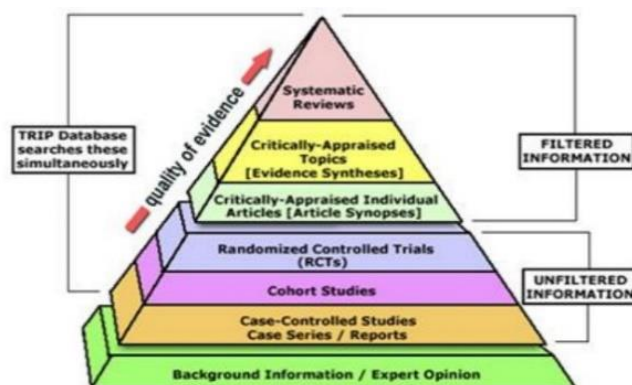 Systematic
Reviews
quality of evidence
TRIP Database
searches these
simultaneously
Critically-Appraised
Topics
[Evidence Syntheses]
FILTERED
INFORMATION
Critically-Appraised Individual
Articles [Article Synopses]
Randomized Controlled Trials
(RCTs)
UNFILTERED
INFORMATION
Cohort Studies
Case-Controlled Studies
Case Series / Reports
Background Information / Expert Opinion